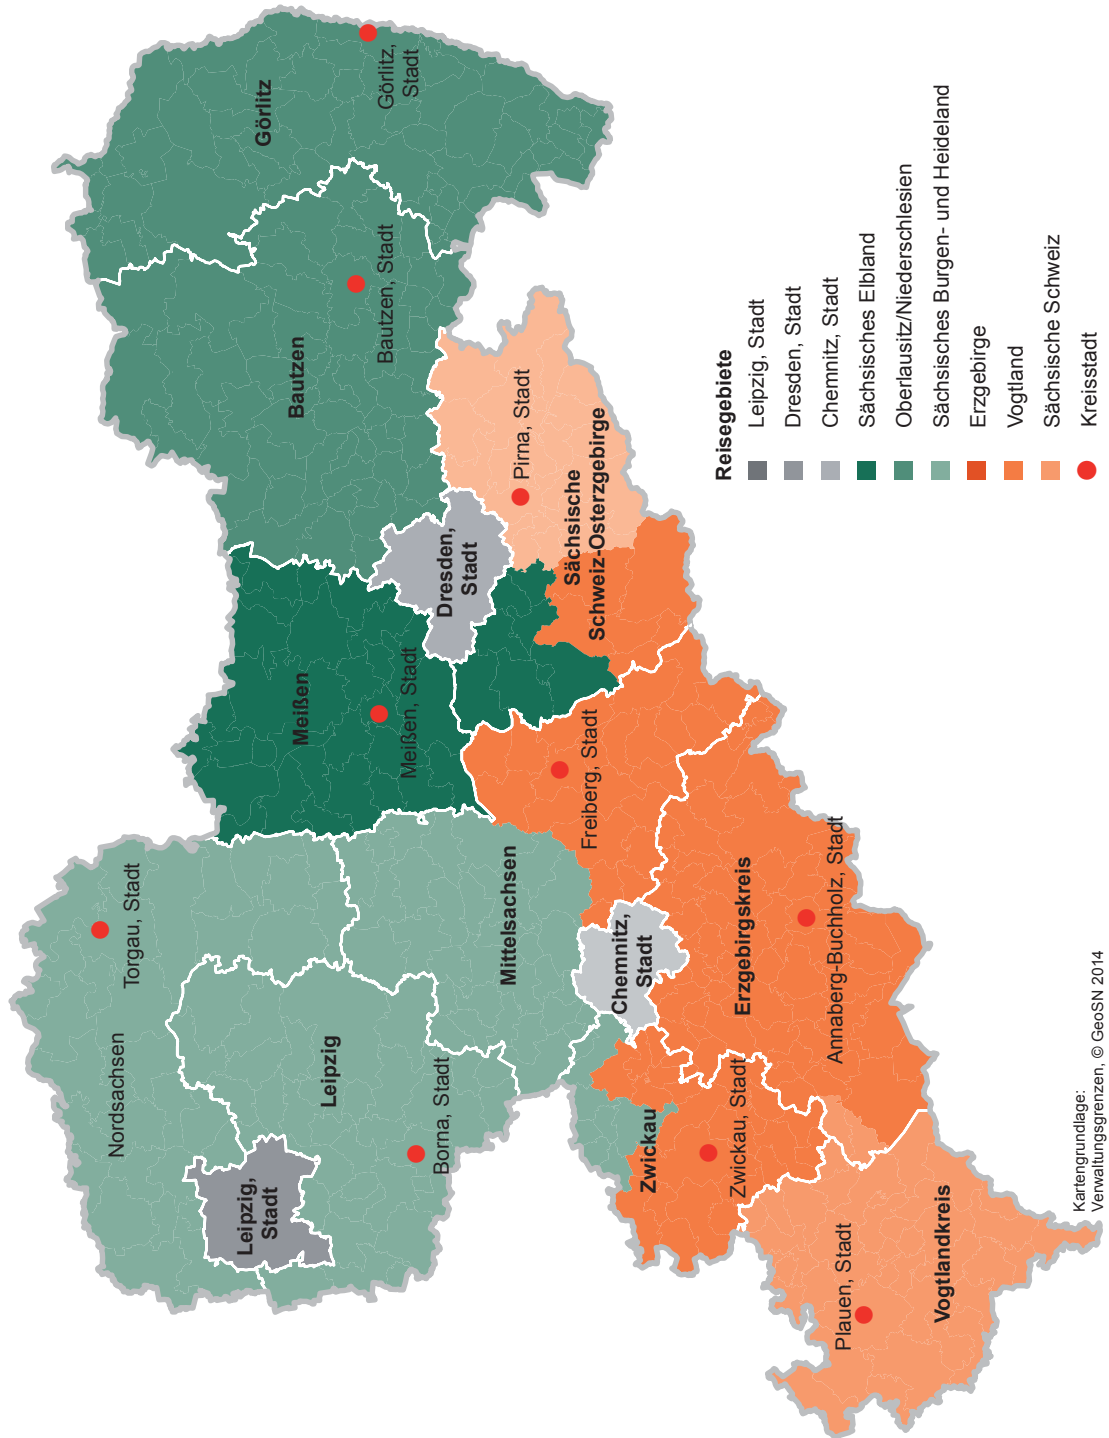 Görlitz
Görlitz,
Stadt
Bautzen
Bautzen, Stadt
Pirna, Stadt
Sächsische
Schweiz-Osterzgebirge
Dresden,
Stadt
Meißen
Meißen, Stadt
Freiberg, Stadt
Torgau, Stadt
Nordsachsen
Mittelsachsen
Leipzig
Borna, Stadt
Leipzig,
Stadt
Chemnitz,
Stadt
Erzgebirgskreis
Annaberg-Buchholz, Stadt
Zwickau
Zwickau, Stadt
Plauen, Stadt
Vogtlandkreis
Reisegebiete
Leipzig, Stadt
Dresden, Stadt
Chemnitz, Stadt
Sächsisches Elbland
Oberlausitz/Niederschlesien
Sächsisches Burgen- und Heideland
Erzgebirge
Vogtland
Sächsische Schweiz
Kreisstadt
Kartengrundlage:
Verwaltungsgrenzen, © GeoSN 2014